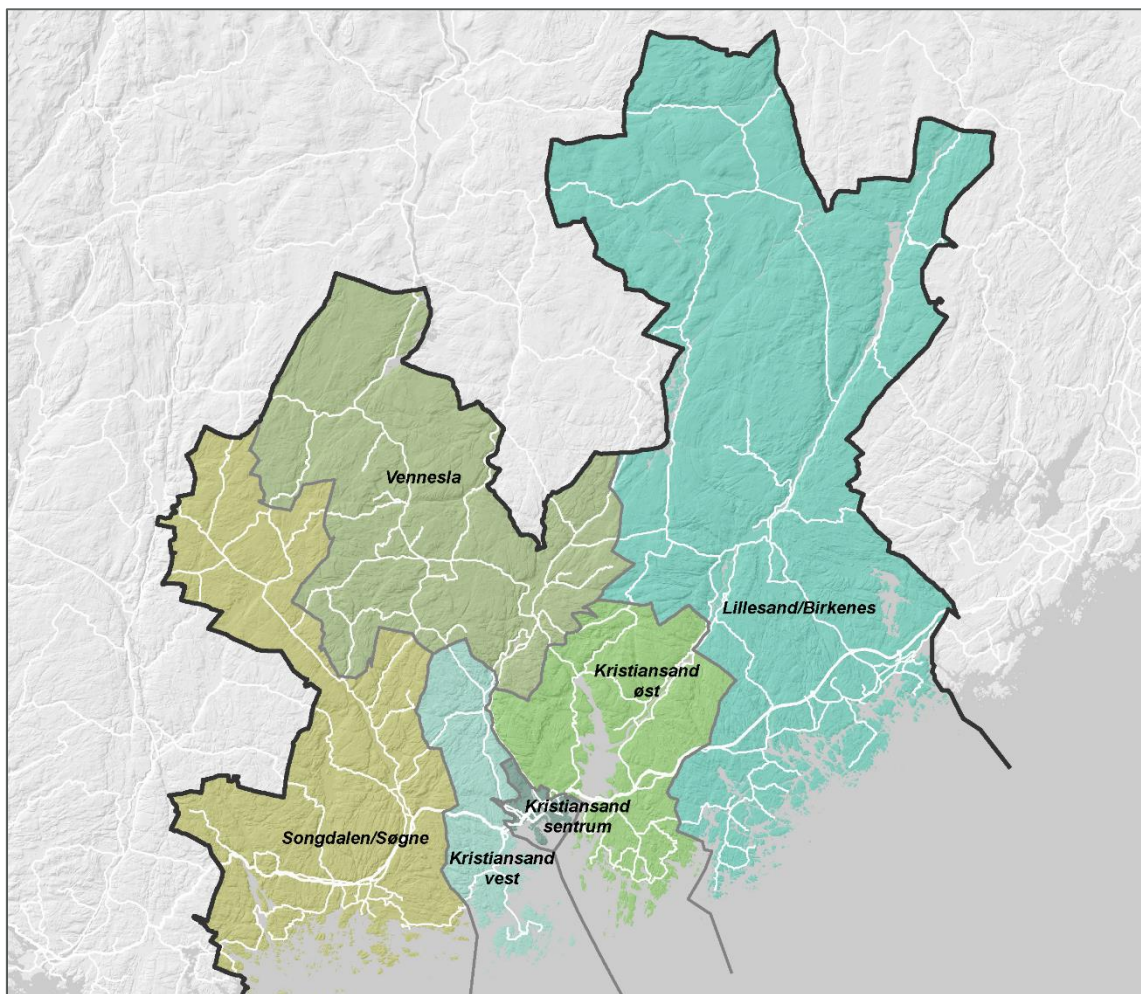 Vennesla
Lillesand/Birkenes
Kristiansand
øst
Kristiansand
sentrum
Songdalen/Søgne
Kristiansand
vest